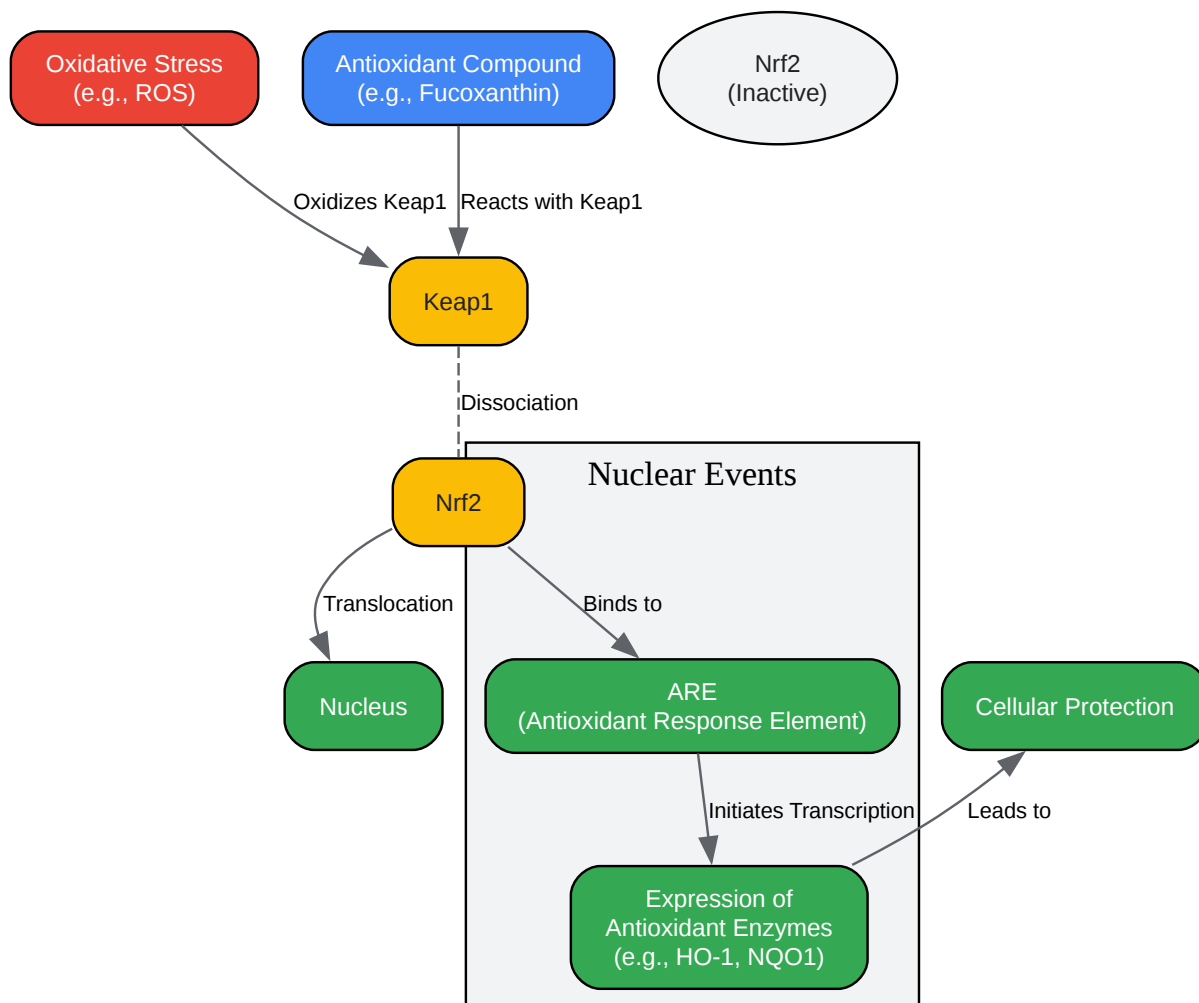 Oxidative Stress
(e.g., ROS)
Antioxidant Compound
(e.g., Fucoxanthin)
Nrf2
(Inactive)
Oxidizes Keap1
Reacts with Keap1
Keap1
Dissociation
Nuclear Events
Nrf2
Translocation
Binds to
Nucleus
ARE
(Antioxidant Response Element)
Cellular Protection
Initiates Transcription
Leads to
Expression of
Antioxidant Enzymes
(e.g., HO-1, NQO1)